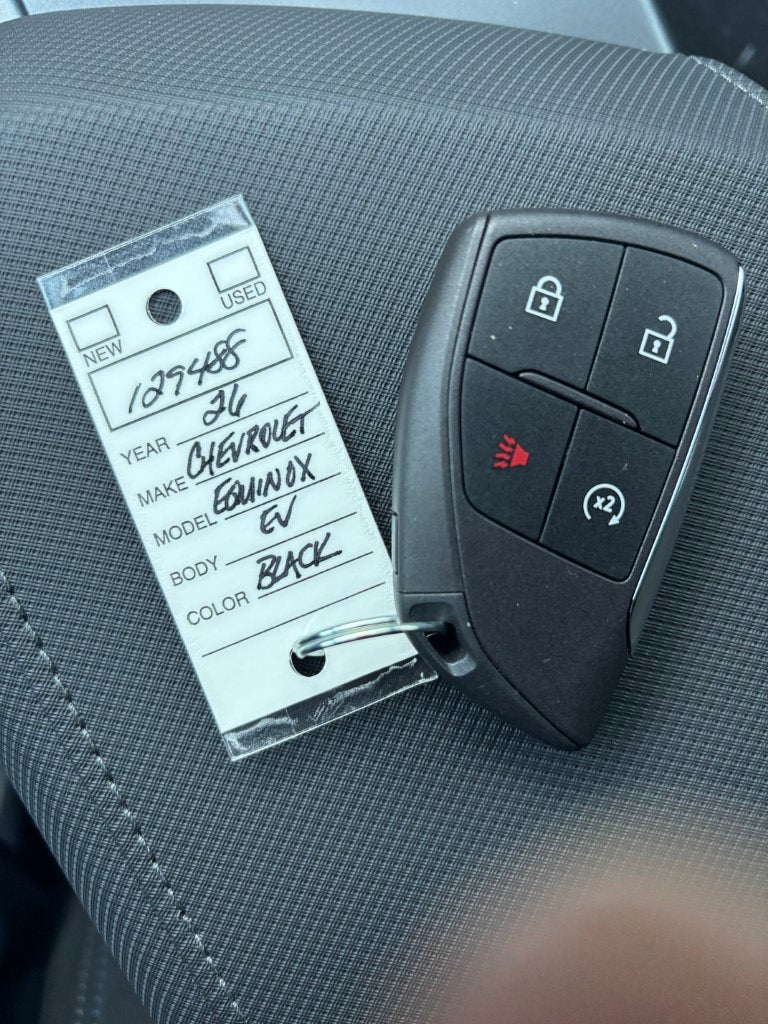 NEW
USED
129488
YEAR 26
MAKE CHEVROLET
MODEL EQUINOX
BODY EV
COLOR BLACK
x2